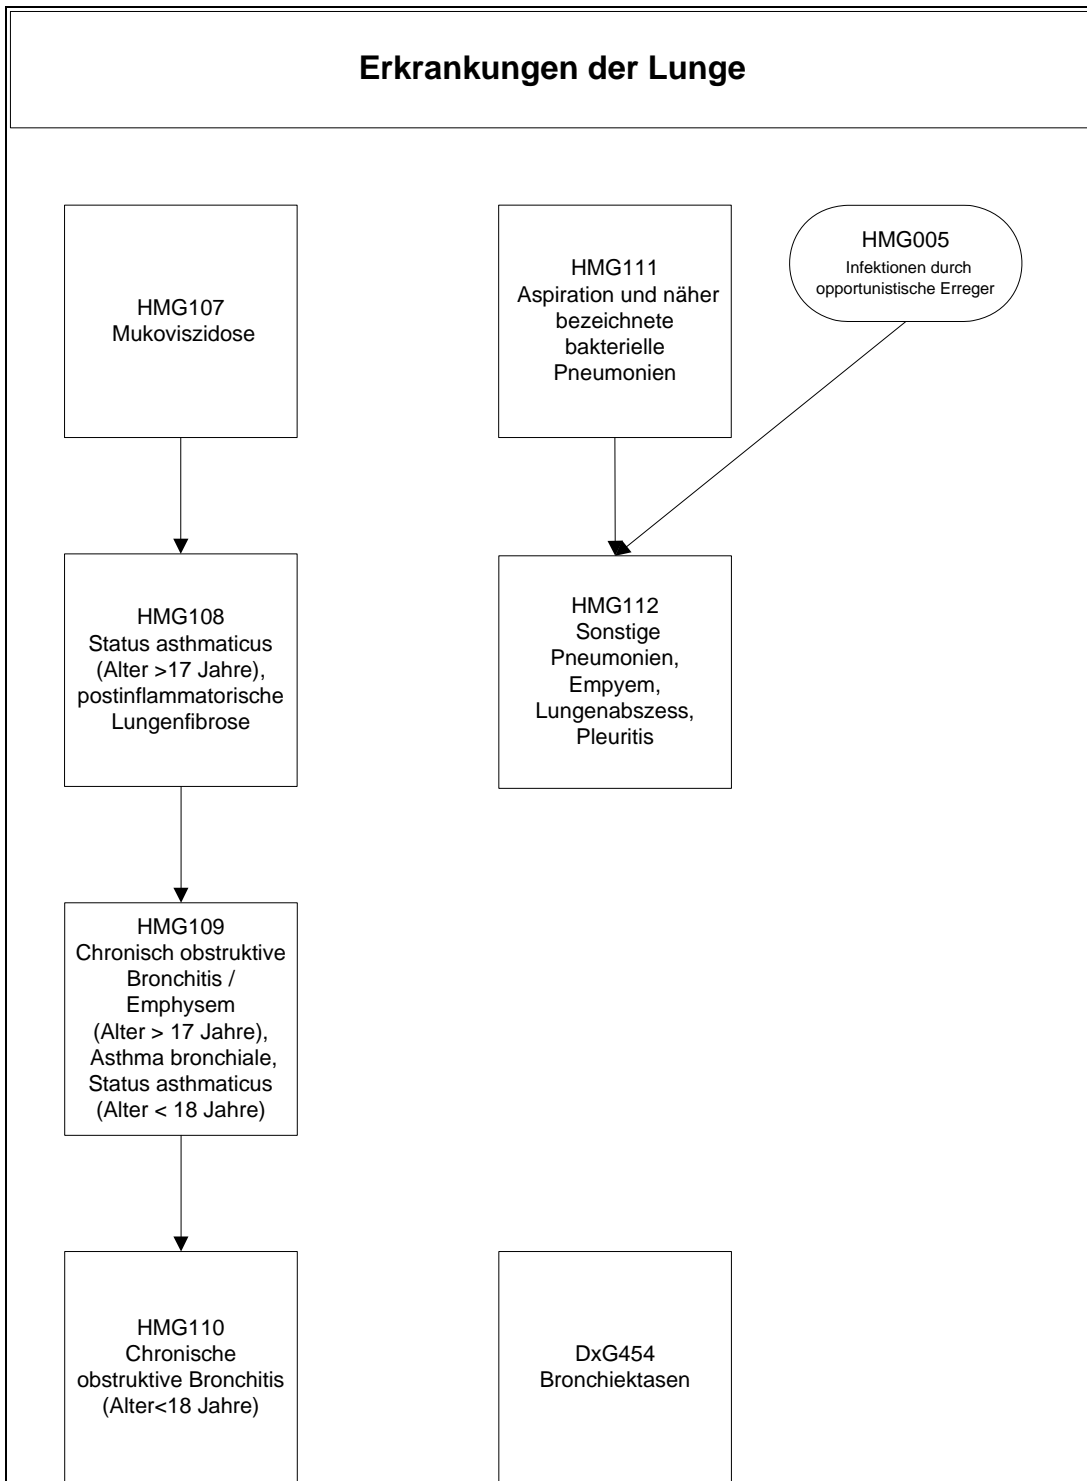 Erkrankungen der Lunge
HMG107
Mukoviszidose
HMG111
Aspiration und näher
bezeichnete
bakterielle
Pneumonien
HMG005
Infektionen durch
opportunistische Erreger
HMG108
Status asthmaticus
(Alter >17 Jahre),
postinflammatorische
Lungenfibrose
HMG112
Sonstige
Pneumonien,
Empyem,
Lungenabszess,
Pleuritis
HMG109
Chronisch obstruktive
Bronchitis /
Emphysem
(Alter > 17 Jahre),
Asthma bronchiale,
Status asthmaticus
(Alter < 18 Jahre)
HMG110
Chronische
obstruktive Bronchitis
(Alter<18 Jahre)
DxG454
Bronchiektasen